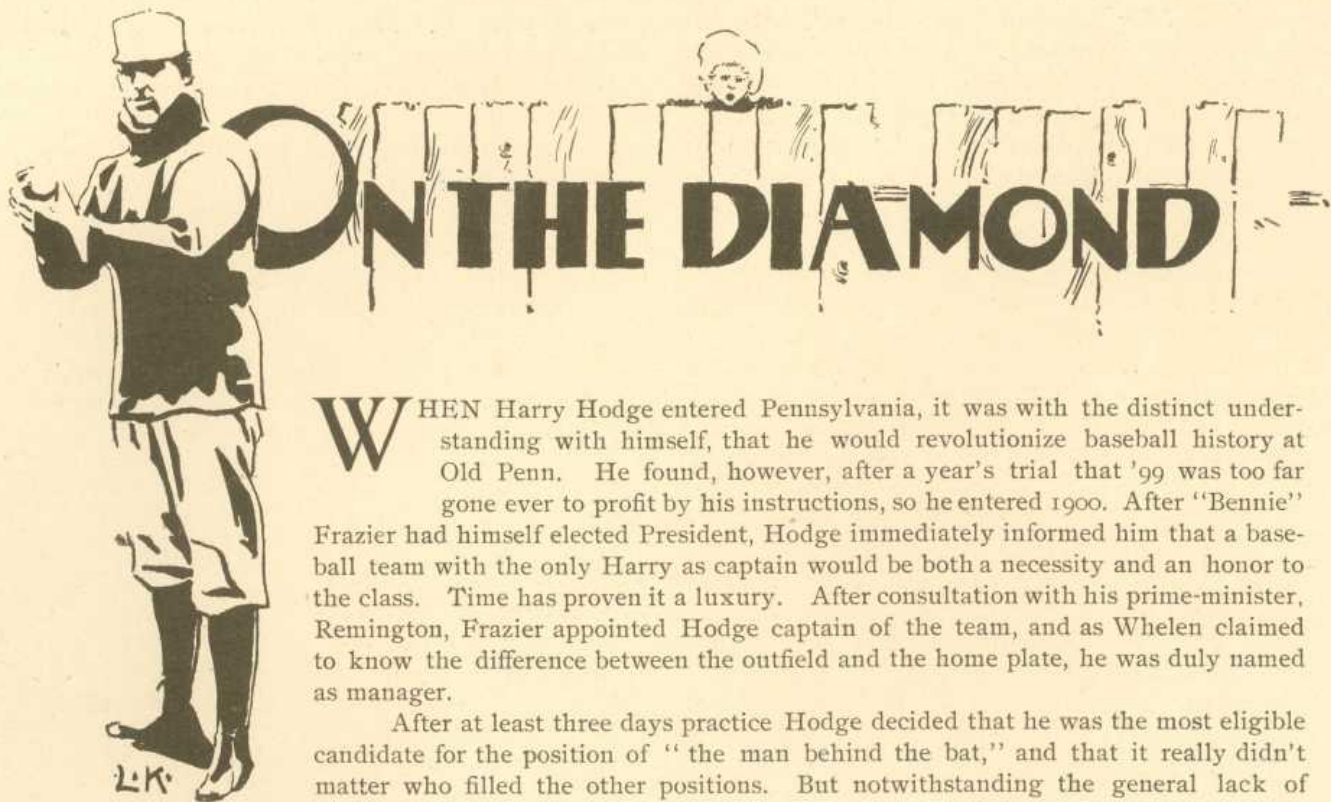 ON THE DIAMOND
WHEN Harry Hodge entered Pennsylvania, it was with the distinct under-
standing with himself, that he would revolutionize baseball history at
Old Penn. He found, however, after a year's trial that '99 was too far
gone ever to profit by his instructions, so he entered 1900. After "Bennie"
Frazier had himself elected President, Hodge immediately informed him that a base-
ball team with the only Harry as captain would be both a necessity and an honor to
the class. Time has proven it a luxury. After consultation with his prime-minister,
Remington, Frazier appointed Hodge captain of the team, and as Whelen claimed
to know the difference between the outfield and the home plate, he was duly named
as manager.
After at least three days practice Hodge decided that he was the most eligible
candidate for the position of " the man behind the bat," and that it really didn't
matter who filled the other positions. But notwithstanding the general lack of
L.K.